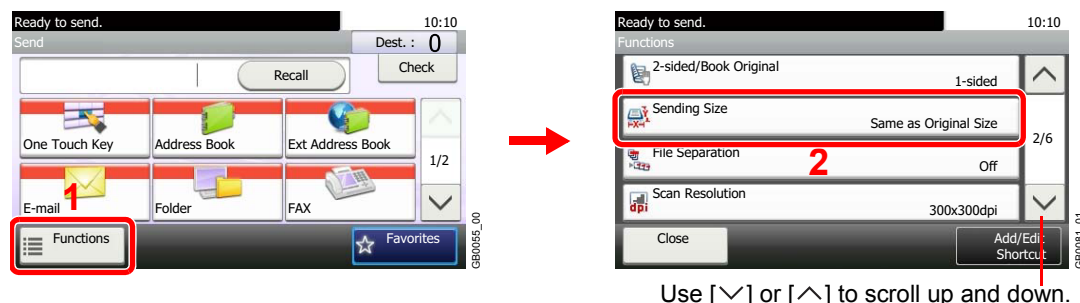 Ready to send.
10:10
Send
Dest. : 0
Recall
Check
One Touch Key
Address Book
Ext Address Book
1/2
1
E-mail
Folder
FAX
Functions
Favorites
GB0055_00
Ready to send.
10:10
Functions
2-sided/Book Original
1-sided
Sending Size
Same as Original Size
2/6
File Separation
2
Off
Scan Resolution
300x300dpi
dpi
Close
Add/Edit
Shortcut
GB0081_01
Use [∨] or [∧] to scroll up and down.